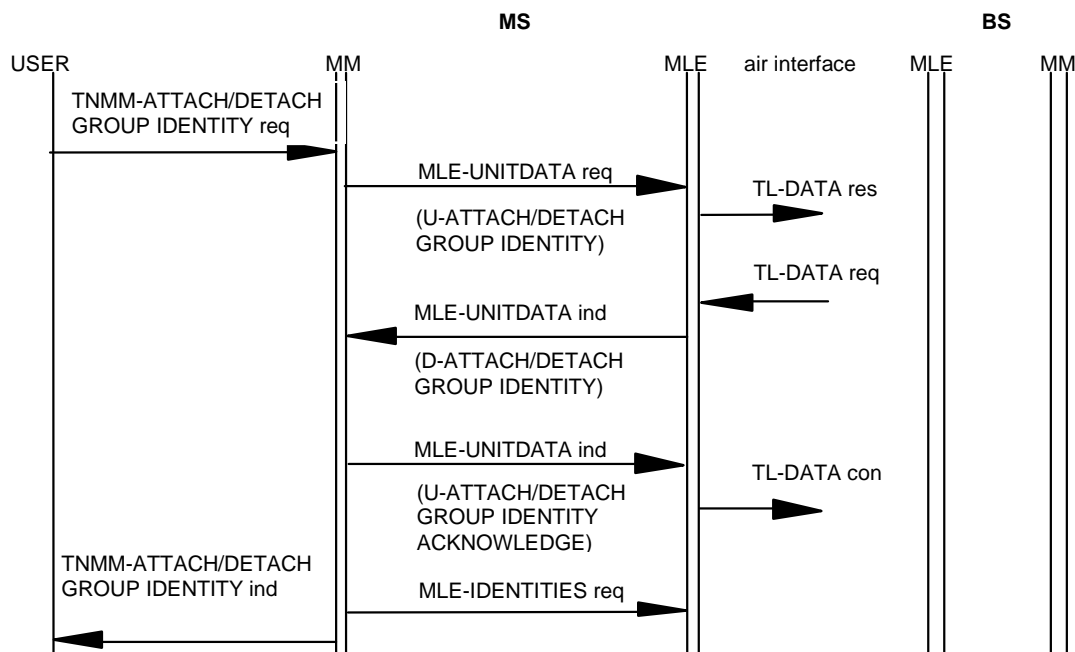 MS
BS
USER
MM
MLE
air interface
MLE
MM
TNMM-ATTACH/DETACH
GROUP IDENTITY req
MLE-UNITDATA req
TL-DATA res
(U-ATTACH/DETACH
GROUP IDENTITY)
TL-DATA req
MLE-UNITDATA ind
(D-ATTACH/DETACH
GROUP IDENTITY)
MLE-UNITDATA ind
TL-DATA con
(U-ATTACH/DETACH
GROUP IDENTITY
ACKNOWLEDGE)
TNMM-ATTACH/DETACH
GROUP IDENTITY ind
MLE-IDENTITIES req